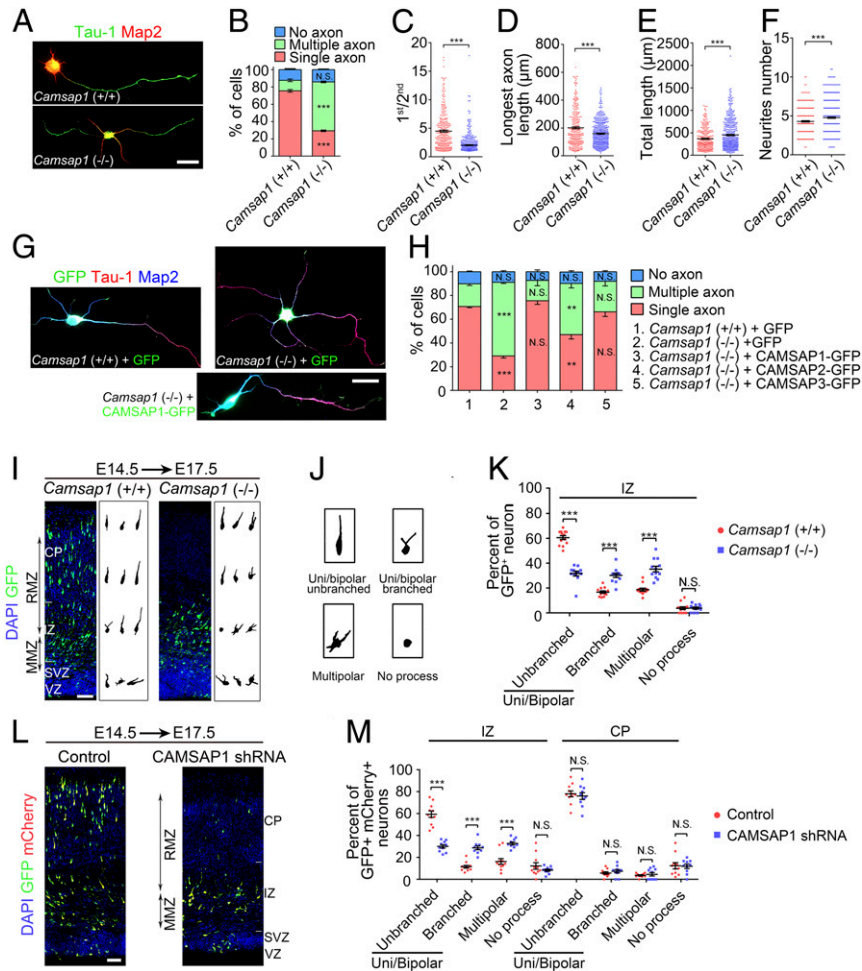 A
Tau-1 Map2
Camsap1 (+/+)
Camsap1 (-/-)
B
No axon
Multiple axon
Single axon
% of cells
100
80
60
40
20
0
N.S.
***
***
Camsap1 (+/+)
Camsap1 (-/-)
C
1st/2nd
25
20
15
10
5
0
***
Camsap1 (+/+)
Camsap1 (-/-)
D
Longest axon
length (µm)
800
600
400
200
0
***
Camsap1 (+/+)
Camsap1 (-/-)
E
Total length (µm)
2500
2000
1500
1000
500
0
***
Camsap1 (+/+)
Camsap1 (-/-)
F
Neurites number
15
10
5
0
***
Camsap1 (+/+)
Camsap1 (-/-)
G
GFP Tau-1 Map2
Camsap1 (+/+) + GFP
Camsap1 (-/-) + GFP
Camsap1 (-/-) +
CAMSAP1-GFP
H
% of cells
100
80
60
40
20
0
N.S. N.S. N.S. N.S.
*** N.S. ** N.S.
*** N.S. ** N.S.
1 2 3 4 5
No axon
Multiple axon
Single axon
1. Camsap1 (+/+) + GFP
2. Camsap1 (-/-) +GFP
3. Camsap1 (-/-) + CAMSAP1-GFP
4. Camsap1 (-/-) + CAMSAP2-GFP
5. Camsap1 (-/-) + CAMSAP3-GFP
I
E14.5 → E17.5
Camsap1 (+/+) Camsap1 (-/-)
DAPI GFP
RMZ
MMZ
CP
IZ
SVZ
VZ
J
Uni/bipolar
unbranched
Uni/bipolar
branched
Multipolar
No process
K
IZ
Percent of
GFP+ neuron
100
80
60
40
20
0
*** *** *** N.S.
Camsap1 (+/+)
Camsap1 (-/-)
Unbranched
Branched
Multipolar
No process
Uni/Bipolar
L
E14.5 → E17.5
Control CAMSAP1 shRNA
DAPI GFP mCherry
RMZ
MMZ
CP
IZ
SVZ
VZ
M
IZ CP
Percent of
GFP+ mCherry+
neurons
100
80
60
40
20
0
*** *** *** N.S. N.S. N.S. N.S. N.S.
Control
CAMSAP1 shRNA
Unbranched
Branched
Multipolar
No process
Unbranched
Branched
Multipolar
No process
Uni/Bipolar Uni/Bipolar